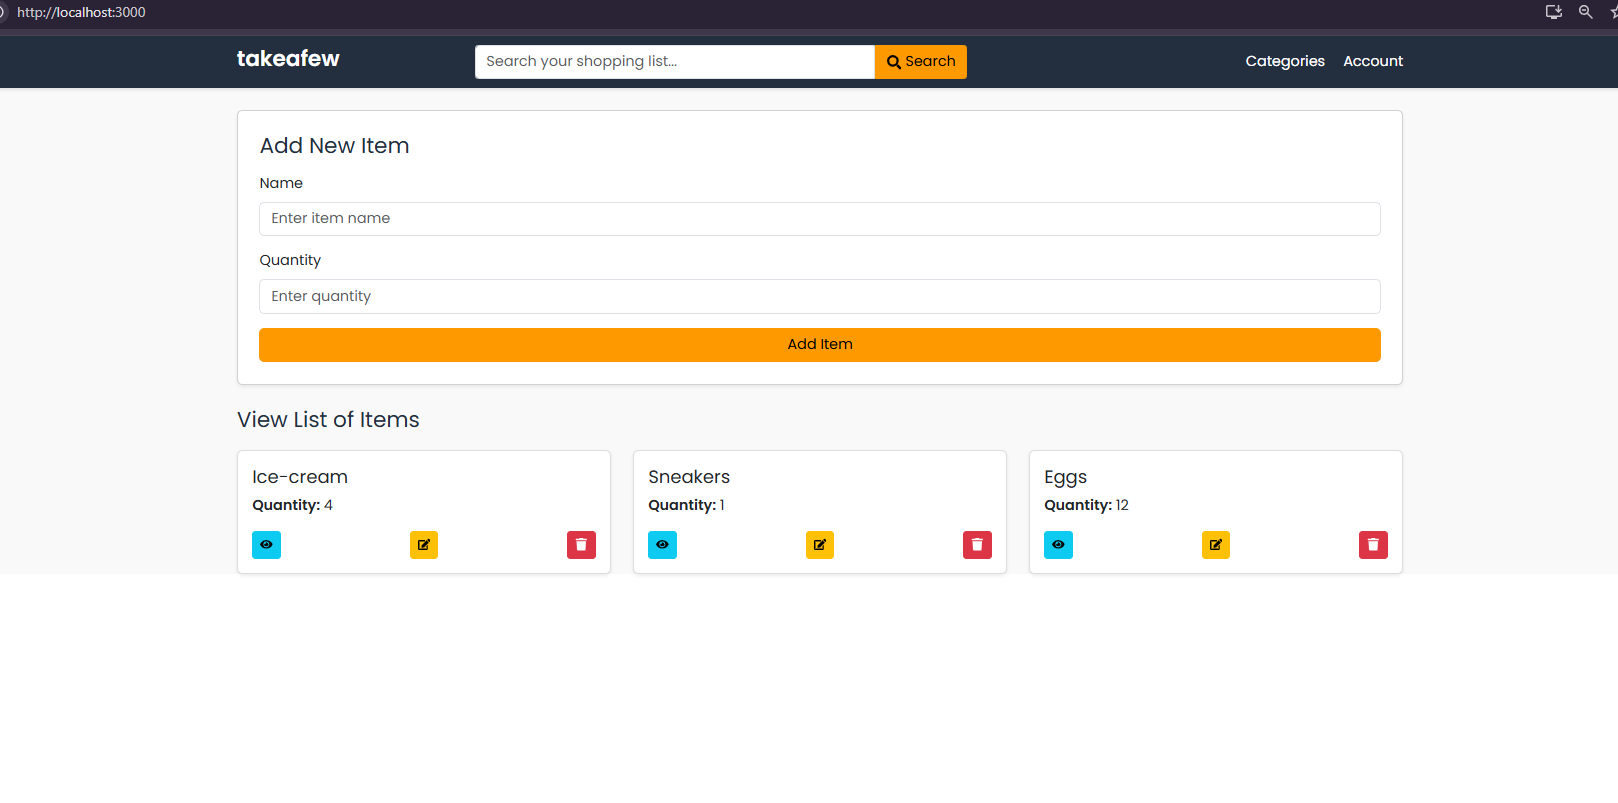 http://localhost:3000
takeafew
Search your shopping list...
Search
Categories
Account
Add New Item
Name
Enter item name
Quantity
Enter quantity
Add Item
View List of Items
Ice-cream
Quantity: 4
Sneakers
Quantity: 1
Eggs
Quantity: 12